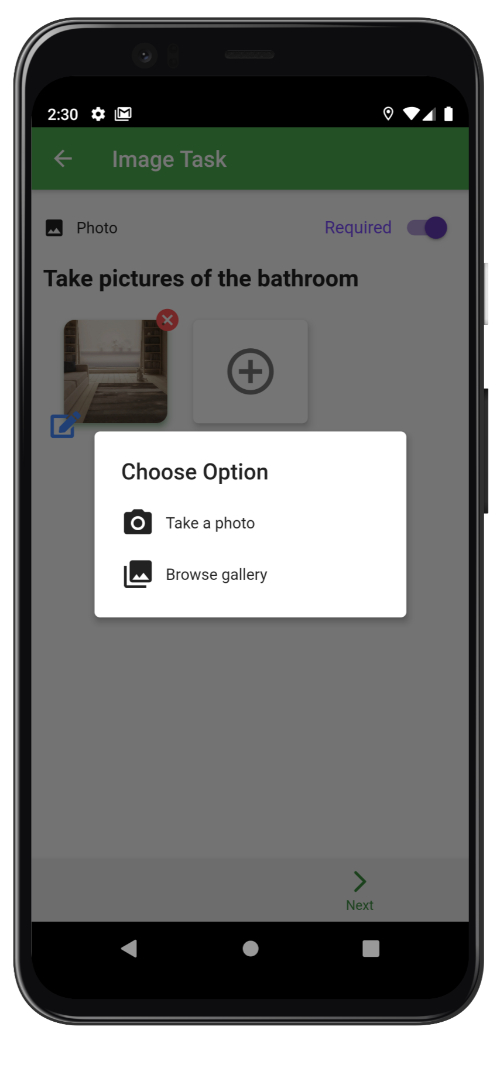 2:30
Image Task
Photo
Required
Take pictures of the bathroom
Choose Option
Take a photo
Browse gallery
Next